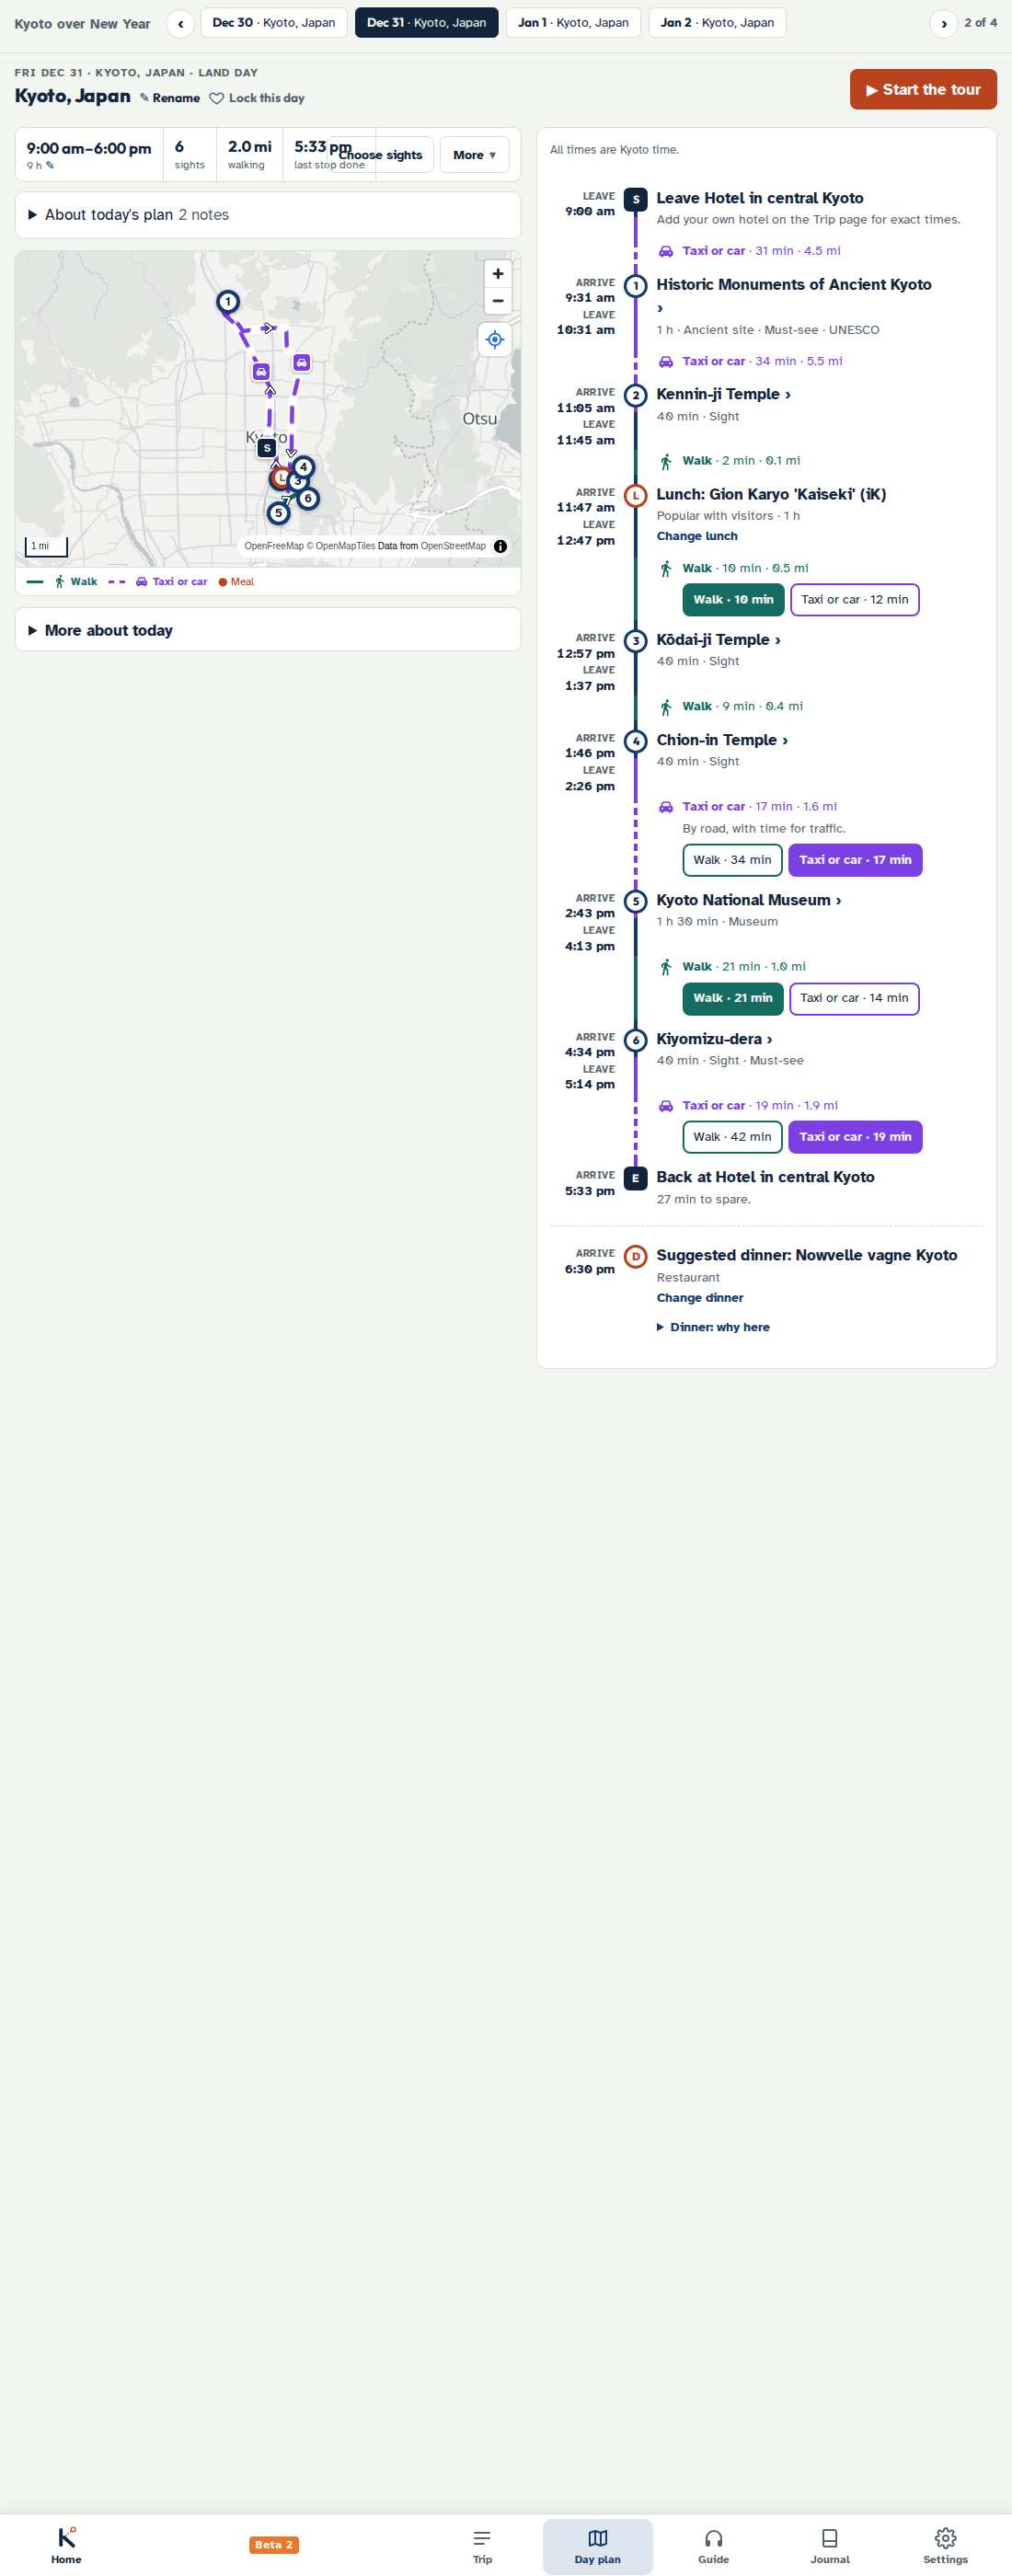 Kyoto over New Year
‹
Dec 30 · Kyoto, Japan
Dec 31 · Kyoto, Japan
Jan 1 · Kyoto, Japan
Jan 2 · Kyoto, Japan
›
2 of 4
FRI DEC 31 · KYOTO, JAPAN · LAND DAY
Kyoto, Japan ✎ Rename Lock this day
▶ Start the tour
9:00 am–6:00 pm
9 h ✎
6
sights
2.0 mi
walking
5:33 pm
last stop done
Choose sights
More ▾
▶ About today's plan 2 notes
+
−
1
Otsu
Kyoto
S
L
4
3
6
5
1 mi
OpenFreeMap © OpenMapTiles Data from OpenStreetMap
Walk Taxi or car Meal
▶ More about today
All times are Kyoto time.
LEAVE
9:00 am
S
Leave Hotel in central Kyoto
Add your own hotel on the Trip page for exact times.
Taxi or car · 31 min · 4.5 mi
ARRIVE
9:31 am
LEAVE
10:31 am
1
Historic Monuments of Ancient Kyoto
›
1 h · Ancient site · Must-see · UNESCO
Taxi or car · 34 min · 5.5 mi
ARRIVE
11:05 am
LEAVE
11:45 am
2
Kennin-ji Temple ›
40 min · Sight
Walk · 2 min · 0.1 mi
ARRIVE
11:47 am
LEAVE
12:47 pm
L
Lunch: Gion Karyo 'Kaiseki' (iK)
Popular with visitors · 1 h
Change lunch
Walk · 10 min · 0.5 mi
Walk · 10 min
Taxi or car · 12 min
ARRIVE
12:57 pm
LEAVE
1:37 pm
3
Kōdai-ji Temple ›
40 min · Sight
Walk · 9 min · 0.4 mi
ARRIVE
1:46 pm
LEAVE
2:26 pm
4
Chion-in Temple ›
40 min · Sight
Taxi or car · 17 min · 1.6 mi
By road, with time for traffic.
Walk · 34 min
Taxi or car · 17 min
ARRIVE
2:43 pm
LEAVE
4:13 pm
5
Kyoto National Museum ›
1 h 30 min · Museum
Walk · 21 min · 1.0 mi
Walk · 21 min
Taxi or car · 14 min
ARRIVE
4:34 pm
LEAVE
5:14 pm
6
Kiyomizu-dera ›
40 min · Sight · Must-see
Taxi or car · 19 min · 1.9 mi
Walk · 42 min
Taxi or car · 19 min
ARRIVE
5:33 pm
E
Back at Hotel in central Kyoto
27 min to spare.
ARRIVE
6:30 pm
D
Suggested dinner: Nowvelle vagne Kyoto
Restaurant
Change dinner
▶ Dinner: why here
Home
Beta 2
Trip
Day plan
Guide
Journal
Settings